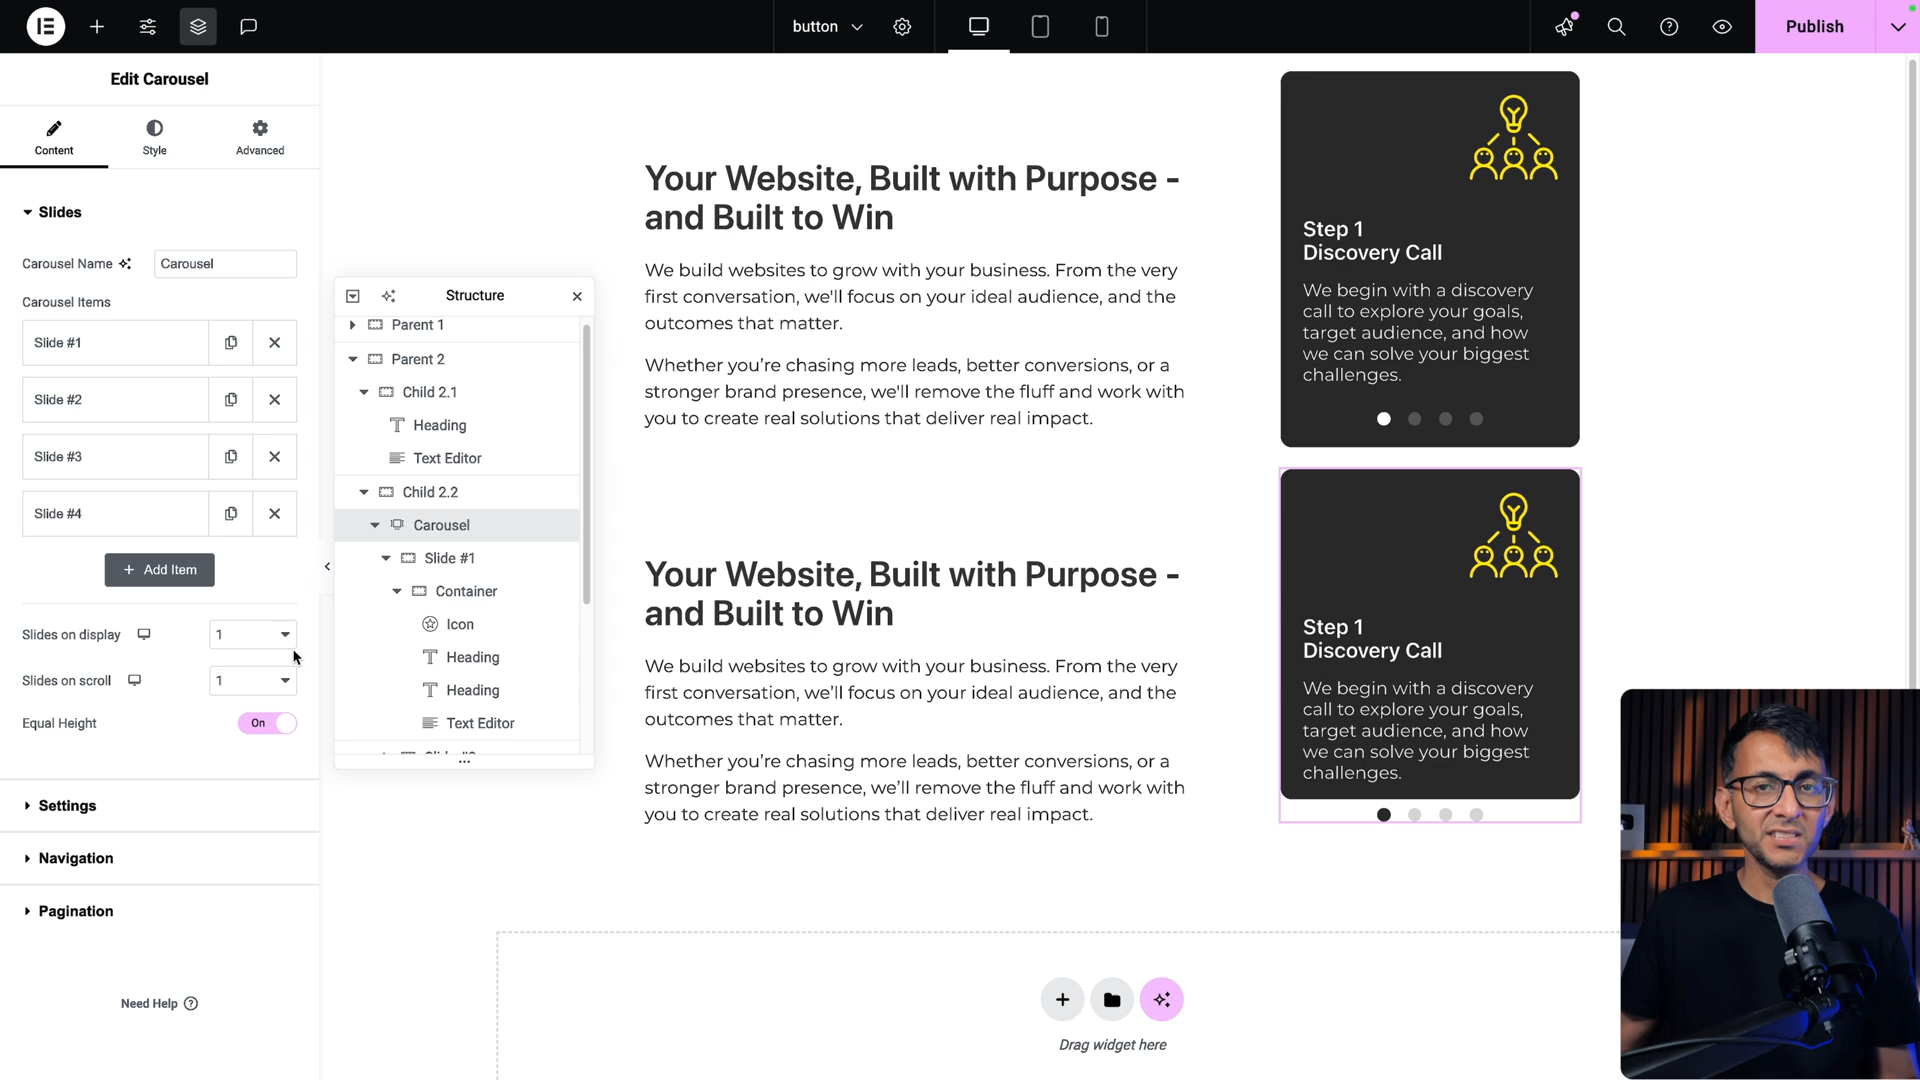 button
Publish
Edit Carousel
Content
Style
Advanced
Slides
Carousel Name
Carousel
Carousel Items
Slide #1
Slide #2
Slide #3
Slide #4
+ Add Item
Slides on display
1
Slides on scroll
1
Equal Height
On
Settings
Navigation
Pagination
Need Help
Structure
Parent 1
Parent 2
Child 2.1
Heading
Text Editor
Child 2.2
Carousel
Slide #1
Container
Icon
Heading
Heading
Text Editor
Your Website, Built with Purpose -
and Built to Win
We build websites to grow with your business. From the very
first conversation, we'll focus on your ideal audience, and the
outcomes that matter.
Whether you’re chasing more leads, better conversions, or a
stronger brand presence, we'll remove the fluff and work with
you to create real solutions that deliver real impact.
Step 1
Discovery Call
We begin with a discovery
call to explore your goals,
target audience, and how
we can solve your biggest
challenges.
Your Website, Built with Purpose -
and Built to Win
We build websites to grow with your business. From the very
first conversation, we’ll focus on your ideal audience, and the
outcomes that matter.
Whether you’re chasing more leads, better conversions, or a
stronger brand presence, we’ll remove the fluff and work with
you to create real solutions that deliver real impact.
Step 1
Discovery Call
We begin with a discovery
call to explore your goals,
target audience, and how
we can solve your biggest
challenges.
Drag widget here